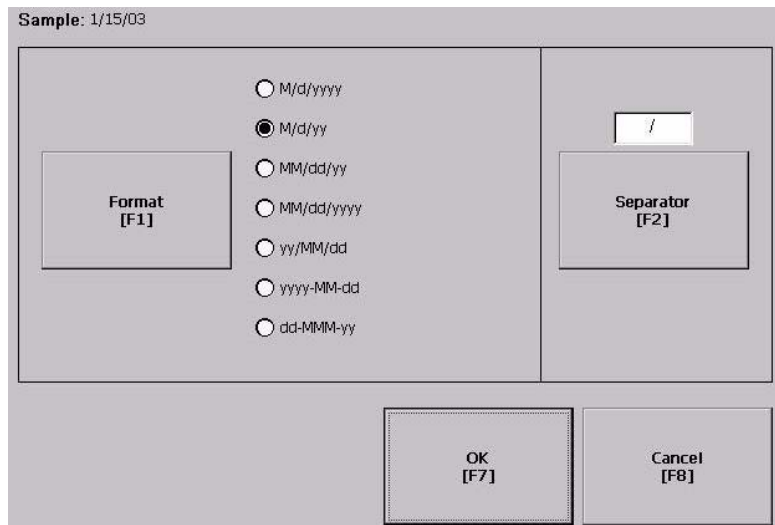 Sample: 1/15/03
M/d/yyyy
M/d/yy
MM/dd/yy
MM/dd/yyyy
yy/MM/dd
yyyy-MM-dd
dd-MMM-yy
Format
[F1]
/
Separator
[F2]
OK
[F7]
Cancel
[F8]